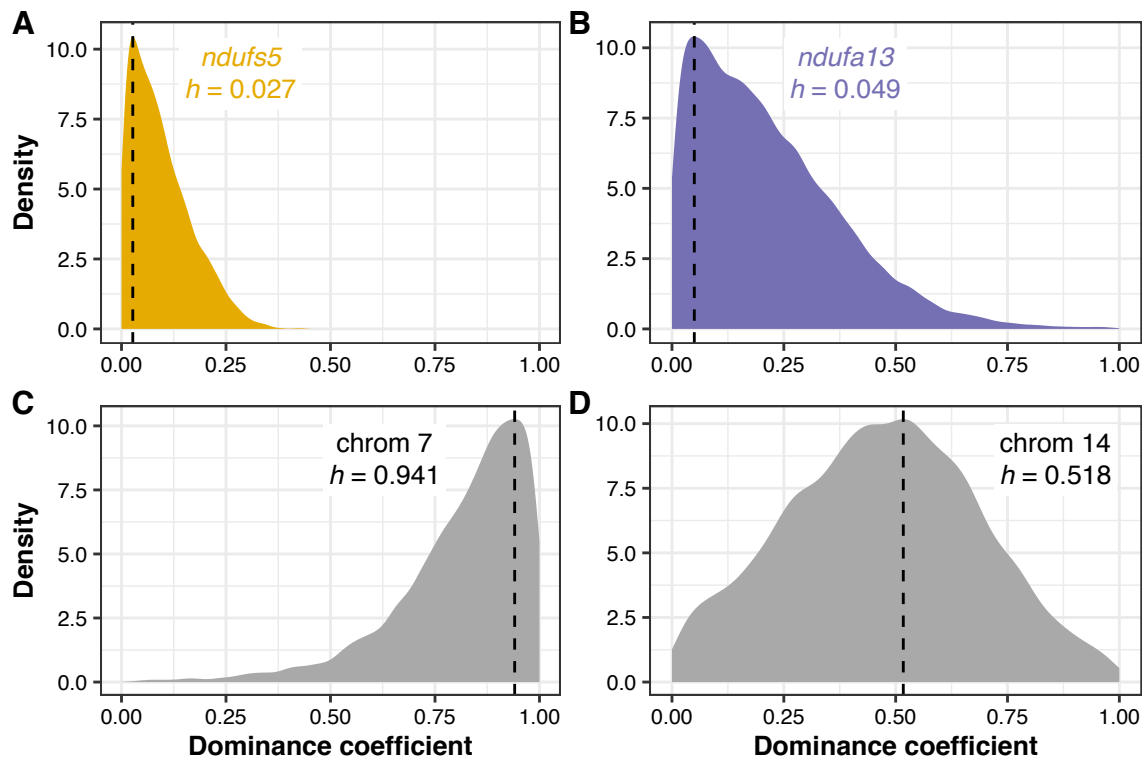 A
ndufs5
h = 0.027
Density
10.0
7.5
5.0
2.5
0.0
0.00 0.25 0.50 0.75 1.00
B
ndufa13
h = 0.049
10.0
7.5
5.0
2.5
0.0
0.00 0.25 0.50 0.75 1.00
C
chrom 7
h = 0.941
Density
10.0
7.5
5.0
2.5
0.0
0.00 0.25 0.50 0.75 1.00
Dominance coefficient
D
chrom 14
h = 0.518
10.0
7.5
5.0
2.5
0.0
0.00 0.25 0.50 0.75 1.00
Dominance coefficient